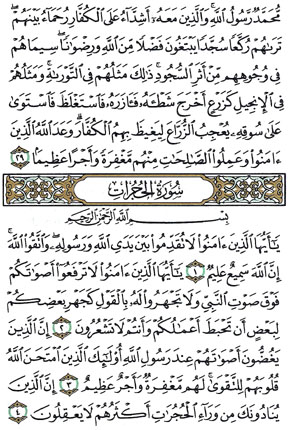 مُّحَمَّدٌ رَّسُولُ ٱللَّهِ ۚ وَٱلَّذِينَ مَعَهُۥٓ أَشِدَّآءُ عَلَى ٱلْكُفَّارِ رُحَمَآءُ بَيْنَهُمْ ۖ
تَرَىٰهُمْ رُكَّعًا سُجَّدًا يَبْتَغُونَ فَضْلًا مِّنَ ٱللَّهِ وَرِضْوَٰنًا ۖ سِيمَاهُمْ
فِى وُجُوهِهِم مِّنْ أَثَرِ ٱلسُّجُودِ ۚ ذَٰلِكَ مَثَلُهُمْ فِى ٱلتَّوْرَىٰةِ ۚ وَمَثَلُهُمْ
فِى ٱلْإِنجِيلِ كَزَرْعٍ أَخْرَجَ شَطْـَٔهُۥ فَـَٔازَرَهُۥ فَٱسْتَغْلَظَ فَٱسْتَوَىٰ
عَلَىٰ سُوقِهِۦ يُعْجِبُ ٱلزُّرَّاعَ لِيَغِيظَ بِهِمُ ٱلْكُفَّارَ ۗ وَعَدَ ٱللَّهُ ٱلَّذِينَ
ءَامَنُوا۟ وَعَمِلُوا۟ ٱلصَّٰلِحَٰتِ مِنْهُم مَّغْفِرَةً وَأَجْرًا عَظِيمًۢا ٢٩
سُورَةُ الْحُجُرَاتِ
بِسْمِ ٱللَّهِ ٱلرَّحْمَٰنِ ٱلرَّحِيمِ
يَٰٓأَيُّهَا ٱلَّذِينَ ءَامَنُوا۟ لَا تُقَدِّمُوا۟ بَيْنَ يَدَىِ ٱللَّهِ وَرَسُولِهِۦ ۖ وَٱتَّقُوا۟ ٱللَّهَ ۚ
إِنَّ ٱللَّهَ سَمِيعٌ عَلِيمٌ ١ يَٰٓأَيُّهَا ٱلَّذِينَ ءَامَنُوا۟ لَا تَرْفَعُوٓا۟ أَصْوَٰتَكُمْ
فَوْقَ صَوْتِ ٱلنَّبِىِّ وَلَا تَجْهَرُوا۟ لَهُۥ بِٱلْقَوْلِ كَجَهْرِ بَعْضِكُمْ
لِبَعْضٍ أَن تَحْبَطَ أَعْمَٰلُكُمْ وَأَنتُمْ لَا تَشْعُرُونَ ٢ إِنَّ ٱلَّذِينَ
يَغُضُّونَ أَصْوَٰتَهُمْ عِندَ رَسُولِ ٱللَّهِ أُو۟لَٰٓئِكَ ٱلَّذِينَ ٱمْتَحَنَ ٱللَّهُ
قُلُوبَهُمْ لِلتَّقْوَىٰ ۚ لَهُم مَّغْفِرَةٌ وَأَجْرٌ عَظِيمٌ ٣ إِنَّ ٱلَّذِينَ
يُنَادُونَكَ مِن وَرَآءِ ٱلْحُجُرَٰتِ أَكْثَرُهُمْ لَا يَعْقِلُونَ ٤